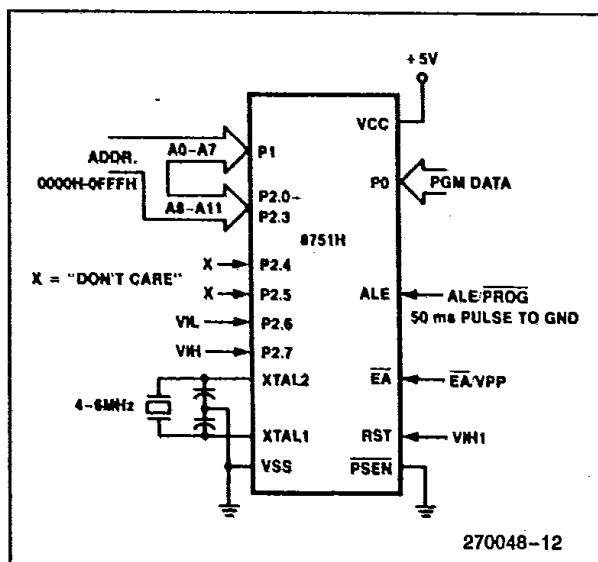 +5V
VCC
ADDR.
0000H-0FFFH
A0-A7
P1
A8-A11
P2.0-
P2.3
P0
PGM DATA
8751H
X = "DON'T CARE"
X
P2.4
X
P2.5
VIL
P2.6
VIH
P2.7
ALE
ALE/PROG
50 ms PULSE TO GND
EA
EA/VPP
4-6MHz
XTAL2
XTAL1
VSS
RST
VIH1
PSEN
270048-12